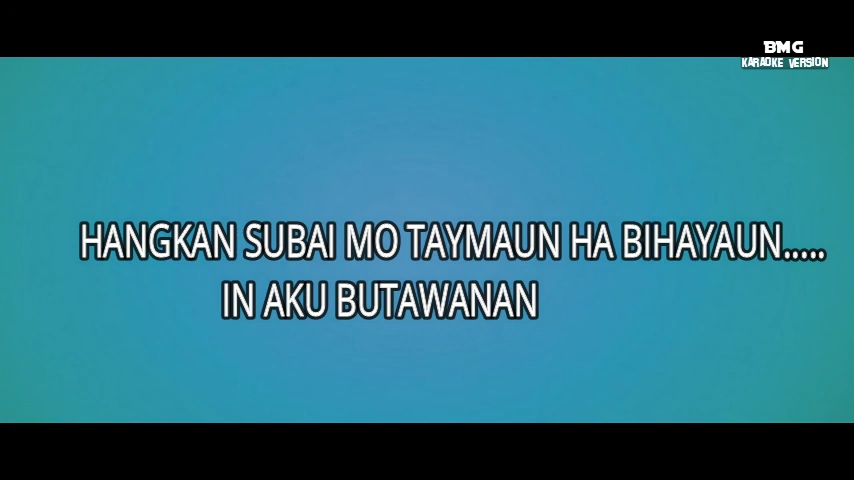 BMG
KARAOKE VERSION
HANGKAN SUBAI MO TAYMAUN HA BIHAYAUN.....
IN AKU BUTAWANAN